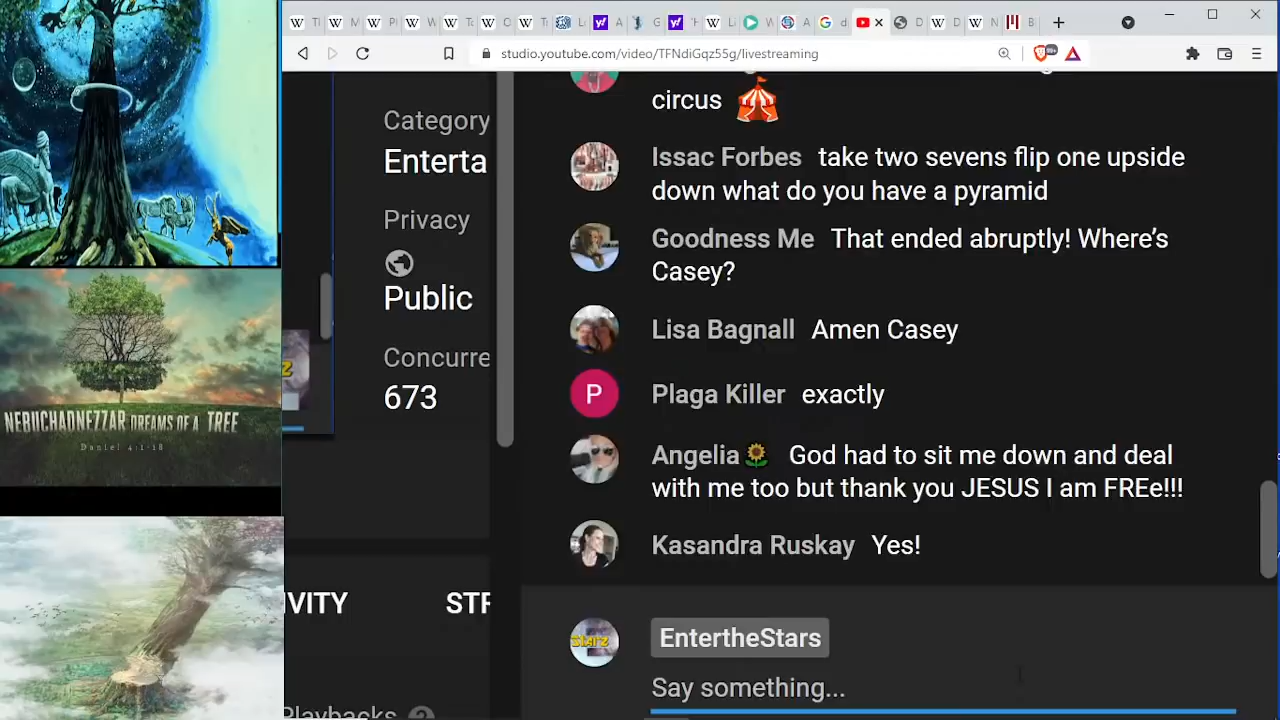 NEBUCHADNEZZAR DREAMS OF A TREE
Daniel 4:1-18
studio.youtube.com/video/TFNdiGqz55g/livestreaming
99+
Category
Enterta
Privacy
Public
Concurre
673
IVITY
STR
Playbacks
circus 🎪
Issac Forbes take two sevens flip one upside
down what do you have a pyramid
Goodness Me That ended abruptly! Where's
Casey?
Lisa Bagnall Amen Casey
P
Plaga Killer exactly
Angelia🌻 God had to sit me down and deal
with me too but thank you JESUS I am FREe!!!
Kasandra Ruskay Yes!
Starz
EntertheStars
Say something...